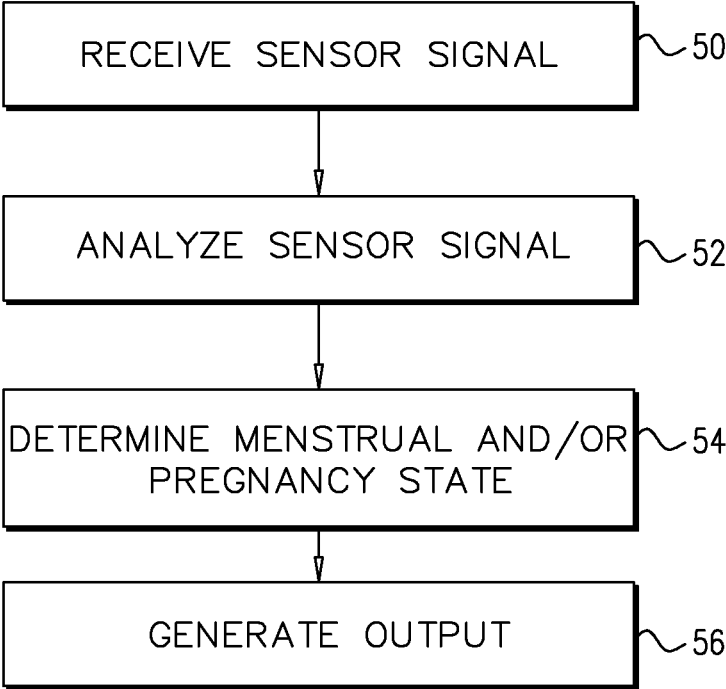 RECEIVE SENSOR SIGNAL
50
ANALYZE SENSOR SIGNAL
52
DETERMINE MENSTRUAL AND/OR
PREGNANCY STATE
54
GENERATE OUTPUT
56